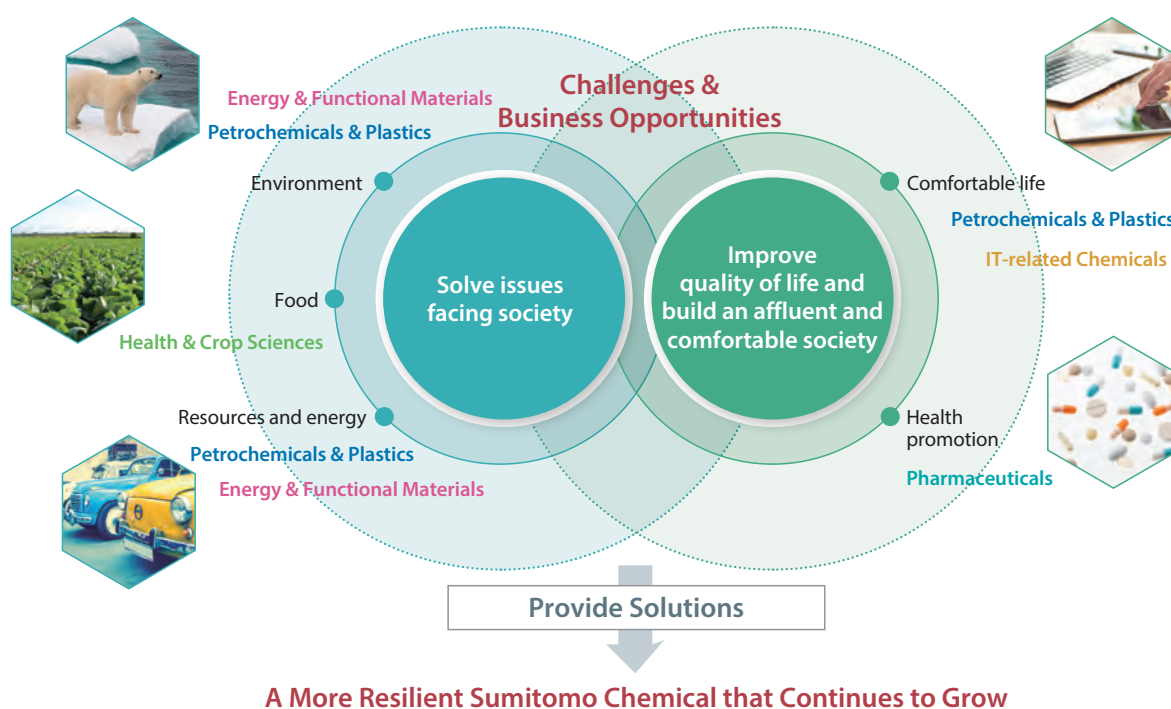 Challenges &
Business Opportunities
Energy & Functional Materials
Petrochemicals & Plastics
Environment
Food
Health & Crop Sciences
Resources and energy
Petrochemicals & Plastics
Energy & Functional Materials
Solve issues
facing society
Improve
quality of life and
build an affluent and
comfortable society
Comfortable life
Petrochemicals & Plastics
IT-related Chemicals
Health
promotion
Pharmaceuticals
Provide Solutions
A More Resilient Sumitomo Chemical that Continues to Grow